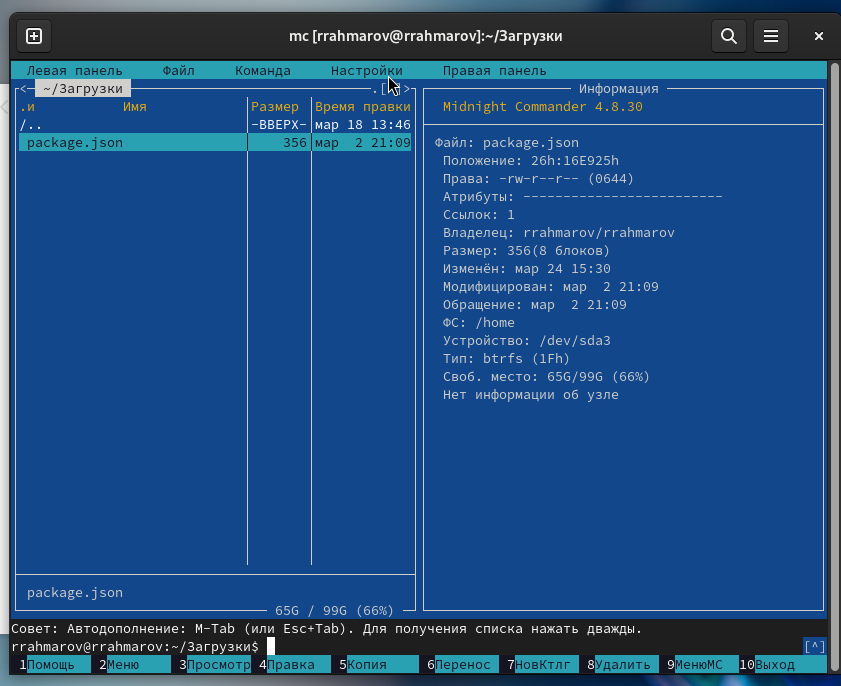 mc [rrahmarov@rrahmarov]:~/Загрузки
Левая панель Файл Команда Настройки Правая панель
~/Загрузки
.и Имя Размер Время правки
/.. -ВВЕРХ- мар 18 13:46
package.json 356 мар 2 21:09
package.json
65G / 99G (66%)
Информация
Midnight Commander 4.8.30
Файл: package.json
Положение: 26h:16E925h
Права: -rw-r--r-- (0644)
Атрибуты: -------------------------
Ссылок: 1
Владелец: rrahmarov/rrahmarov
Размер: 356(8 блоков)
Изменён: мар 24 15:30
Модифицирован: мар 2 21:09
Обращение: мар 2 21:09
ФС: /home
Устройство: /dev/sda3
Тип: btrfs (1Fh)
Своб. место: 65G/99G (66%)
Нет информации об узле
Совет: Автодополнение: M-Tab (или Esc+Tab). Для получения списка нажать дважды.
rrahmarov@rrahmarov:~/Загрузки$ [^]
1Помощь 2Меню 3Просмотр 4Правка 5Копия 6Перенос 7НовКтлг 8Удалить 9МенюМС 10Выход